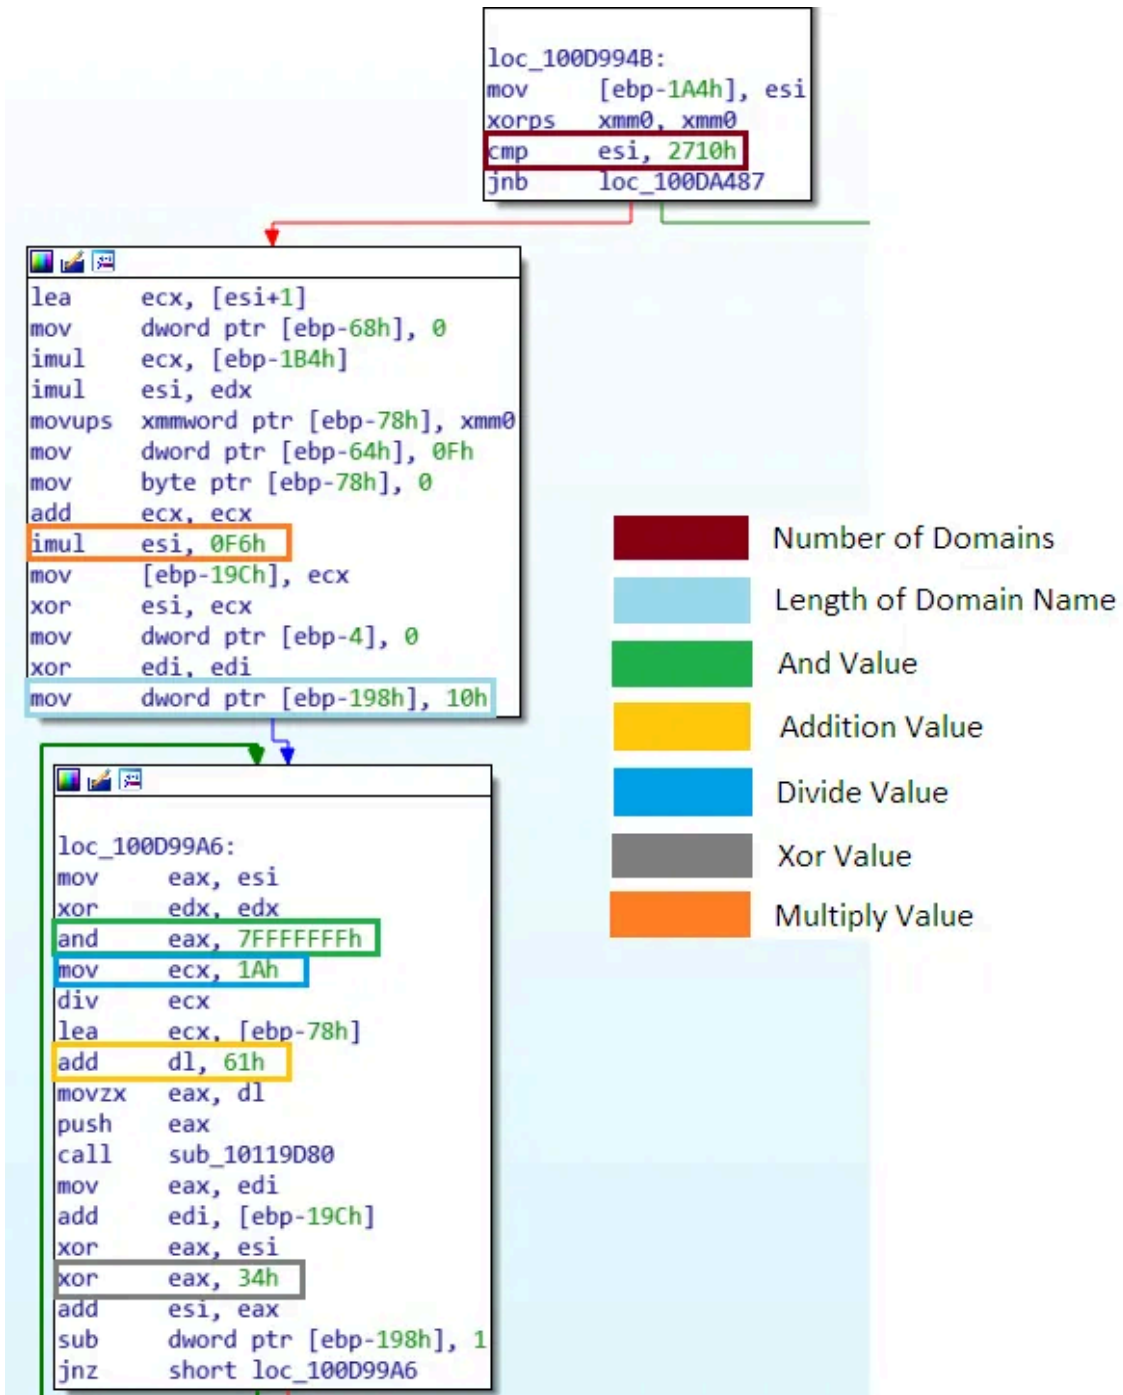 loc_100D994B:
mov [ebp-1A4h], esi
xorps xmm0, xmm0
cmp esi, 2710h
jnb loc_100DA487
lea ecx, [esi+1]
mov dword ptr [ebp-68h], 0
imul ecx, [ebp-1B4h]
imul esi, edx
movups xmmword ptr [ebp-78h], xmm0
mov dword ptr [ebp-64h], 0Fh
mov byte ptr [ebp-78h], 0
add ecx, ecx
imul esi, 0F6h
mov [ebp-19Ch], ecx
xor esi, ecx
mov dword ptr [ebp-4], 0
xor edi, edi
mov dword ptr [ebp-198h], 10h
loc_100D99A6:
mov eax, esi
xor edx, edx
and eax, 7FFFFFFFh
mov ecx, 1Ah
div ecx
lea ecx, [ebp-78h]
add dl, 61h
movzx eax, dl
push eax
call sub_10119D80
mov eax, edi
add edi, [ebp-19Ch]
xor eax, esi
xor eax, 34h
add esi, eax
sub dword ptr [ebp-198h], 1
jnz short loc_100D99A6
Number of Domains
Length of Domain Name
And Value
Addition Value
Divide Value
Xor Value
Multiply Value